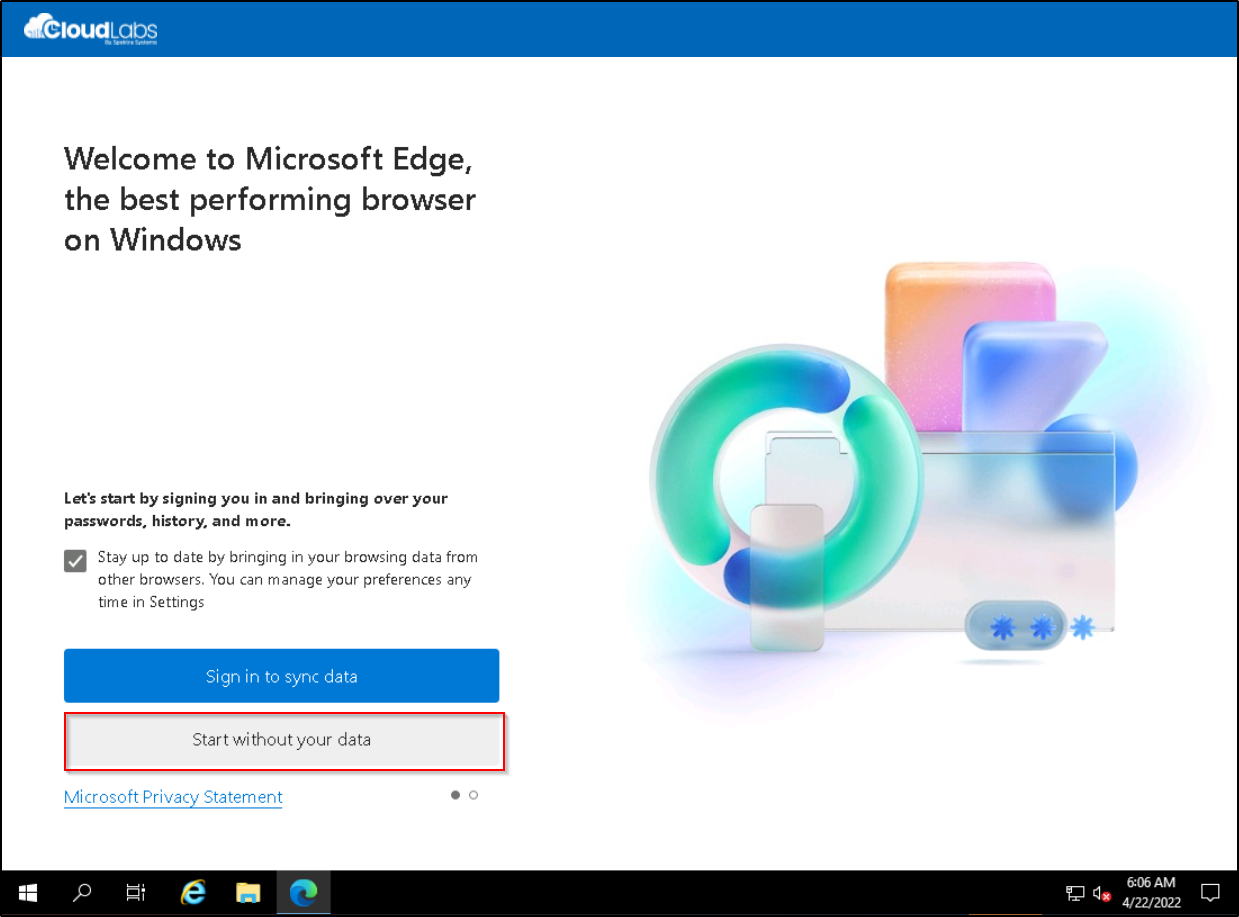 CloudLabs
By Spektra Systems
Welcome to Microsoft Edge,
the best performing browser
on Windows
Let's start by signing you in and bringing over your
passwords, history, and more.
Stay up to date by bringing in your browsing data from
other browsers. You can manage your preferences any
time in Settings
Sign in to sync data
Start without your data
Microsoft Privacy Statement
6:06 AM
4/22/2022